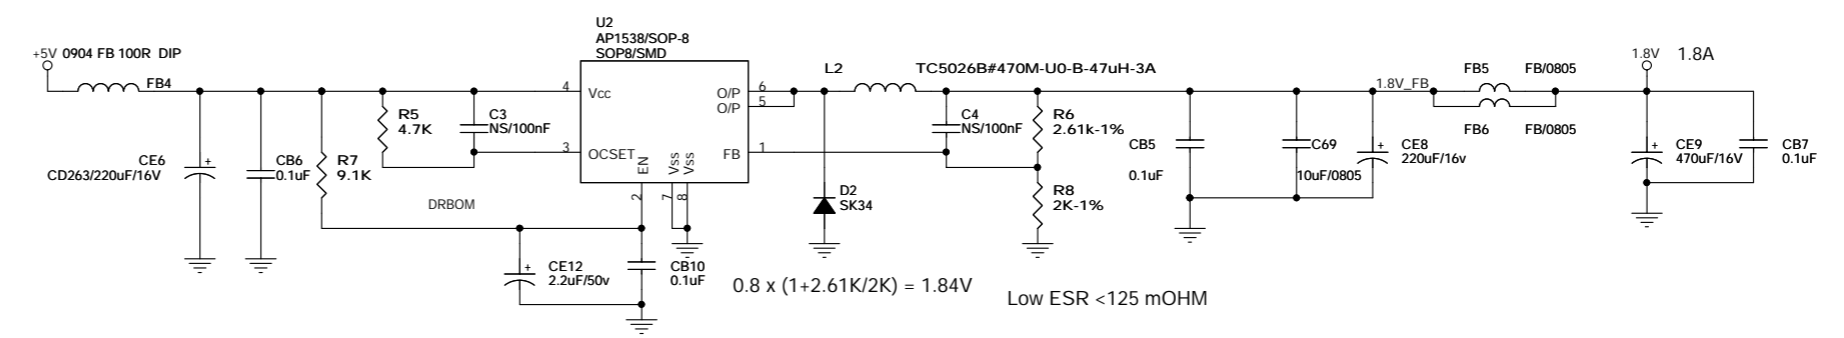 U2
AP1538/SOP-8
SOP8/SMD
+5V 0904 FB 100R DIP
FB4
4
Vcc
3
OCSET
EN
2
Vss
7
Vss
8
O/P
6
O/P
5
FB
1
CE6
CD263/220uF/16V
CB6
0.1uF
R7
9.1K
R5
4.7K
C3
NS/100nF
DRBOM
CE12
2.2uF/50v
CB10
0.1uF
L2
TC5026B#470M-U0-B-47uH-3A
D2
SK34
C4
NS/100nF
R6
2.61k-1%
R8
2K-1%
CB5
0.1uF
C69
10uF/0805
CE8
220uF/16v
1.8V_FB
FB5
FB/0805
FB6
FB/0805
1.8V
1.8A
CE9
470uF/16V
CB7
0.1uF
0.8 x (1+2.61K/2K) = 1.84V
Low ESR <125 mOHM